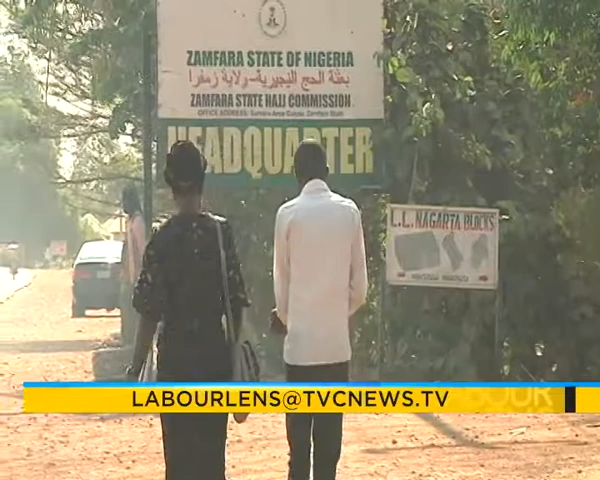 ZAMFARA STATE OF NIGERIA
بعثة الحج النيجيرية-ولاية زمفرا
ZAMFARA STATE HAJJ COMMISSION
HEADQUARTER
L.L. NAGARTA BLOCKS
LABOURLENS@TVCNEWS.TV
LABOUR